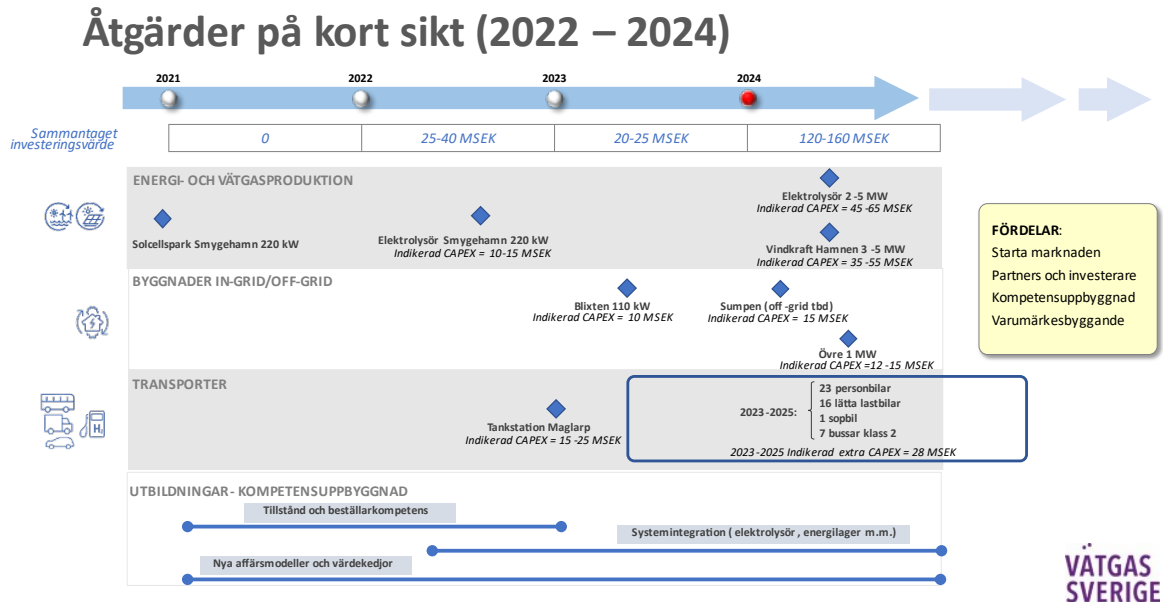 Åtgärder på kort sikt (2022 – 2024)
2021
2022
2023
2024
Sammantaget
investeringsvärde
0
25-40 MSEK
20-25 MSEK
120-160 MSEK
ENERGI- OCH VÄTGASPRODUKTION
Solcellspark Smygehamn 220 kW
Elektrolysör Smygehamn 220 kW
Indikerad CAPEX = 10-15 MSEK
Elektrolysör 2 -5 MW
Indikerad CAPEX = 45 -65 MSEK
Vindkraft Hamnen 3 -5 MW
Indikerad CAPEX = 35 -55 MSEK
BYGGNADER IN-GRID/OFF-GRID
Blixten 110 kW
Indikerad CAPEX = 10 MSEK
Sumpen (off -grid tbd)
Indikerad CAPEX = 15 MSEK
Övre 1 MW
Indikerad CAPEX =12 -15 MSEK
TRANSPORTER
Tankstation Maglarp
Indikerad CAPEX = 15 -25 MSEK
2023 -2025:
23 personbilar
16 lätta lastbilar
1 sopbil
7 bussar klass 2
2023 -2025 Indikerad extra CAPEX = 28 MSEK
H2
UTBILDNINGAR - KOMPETENSUPPBYGGNAD
Tillstånd och beställarkompetens
Systemintegration ( elektrolysör , energilager m.m.)
Nya affärsmodeller och värdekedjor
FÖRDELAR:
Starta marknaden
Partners och investerare
Kompetensuppbyggnad
Varumärkesbyggande
VÄTGAS
SVERIGE